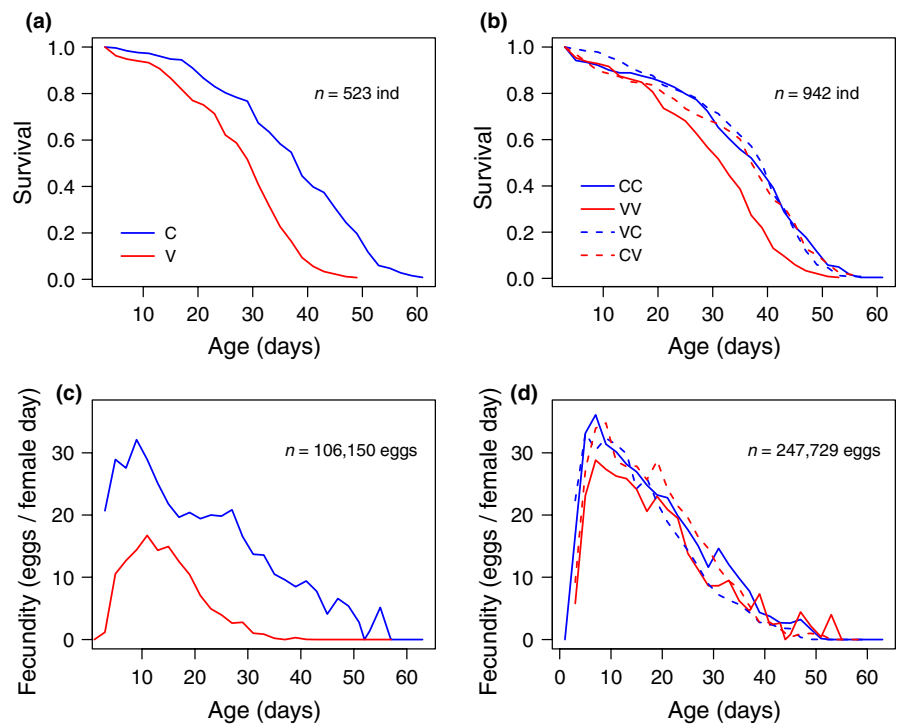 (a)
Survival
1.0
0.8
0.6
0.4
0.2
0.0
n = 523 ind
C
V
10 20 30 40 50 60
Age (days)
(b)
Survival
1.0
0.8
0.6
0.4
0.2
0.0
n = 942 ind
CC
VV
VC
CV
10 20 30 40 50 60
Age (days)
(c)
Fecundity (eggs / female day)
30
20
10
0
n = 106,150 eggs
10 20 30 40 50 60
Age (days)
(d)
Fecundity (eggs / female day)
30
20
10
0
n = 247,729 eggs
0 10 20 30 40 50 60
Age (days)